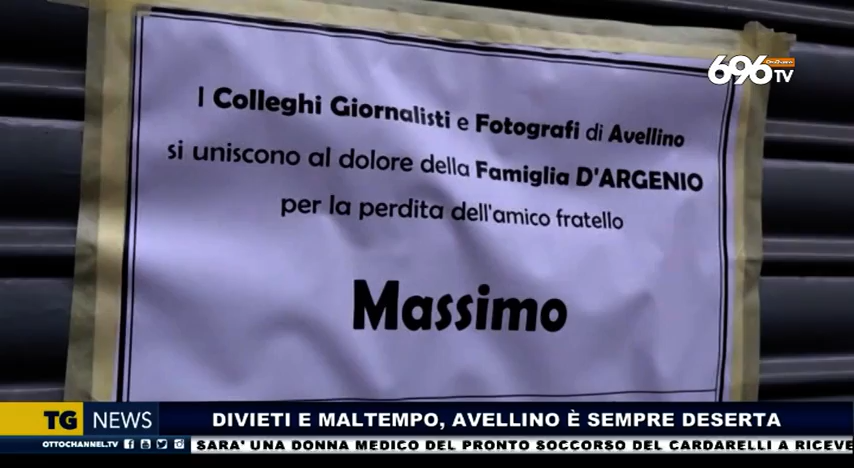 696 TV
OttoChannel
I Colleghi Giornalisti e Fotografi di Avellino
si uniscono al dolore della Famiglia D'ARGENIO
per la perdita dell'amico fratello
Massimo
TG NEWS
DIVIETI E MALTEMPO, AVELLINO È SEMPRE DESERTA
OTTOCHANNEL.TV
SARA' UNA DONNA MEDICO DEL PRONTO SOCCORSO DEL CARDARELLI A RICEVE